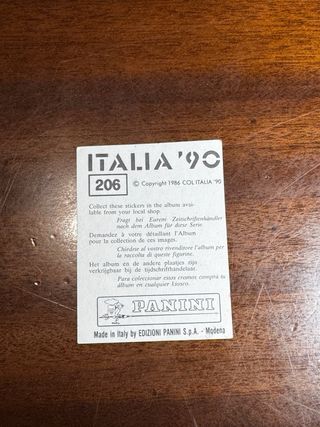 ITALIA '90
206
© Copyright 1986 COL ITALIA '90
Collect these stickers in the album avai-
lable from your local shop.
Fragt bei Eurem Zeitschriftenhändler
nach dem Album für diese Serie.
Demandez à votre détaillant l'Album
pour la collection de ces images.
Chiedete al vostro rivenditore l'album per
la raccolta di queste figurine.
Het album en de andere plaatjes zijn
verkrijgbaar bij de tijdschrifthandelaar.
Para coleccionar estos cromos compra tu
álbum en cualquier kiosco.
PANINI
Made in Italy by EDIZIONI PANINI S.p.A. - Modena